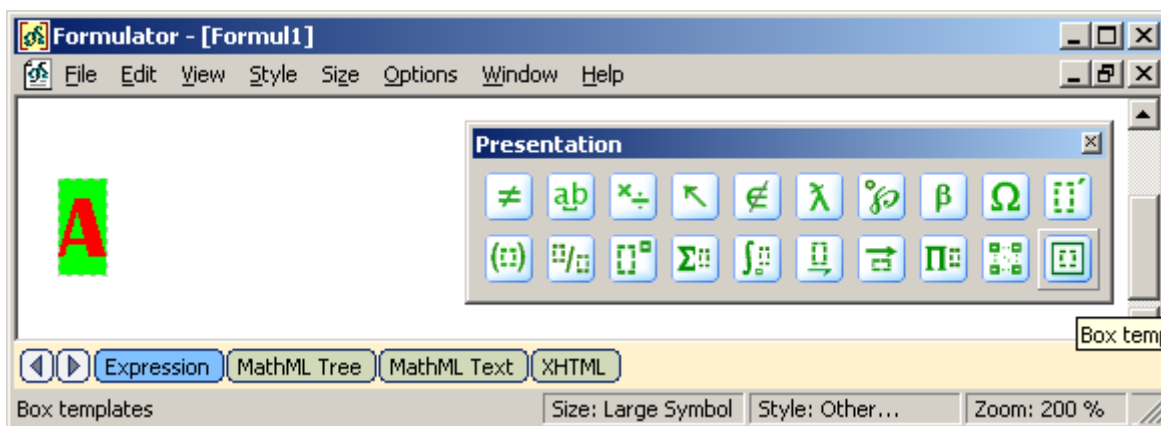 Formulator - [Formul1]
File Edit View Style Size Options Window Help
Presentation
A
≠ ab × ÷ ↖ ∉ λ °℘ β Ω ′
( ) / Σ ∫ → Π
Box temp
Expression MathML Tree MathML Text XHTML
Box templates Size: Large Symbol Style: Other... Zoom: 200 %